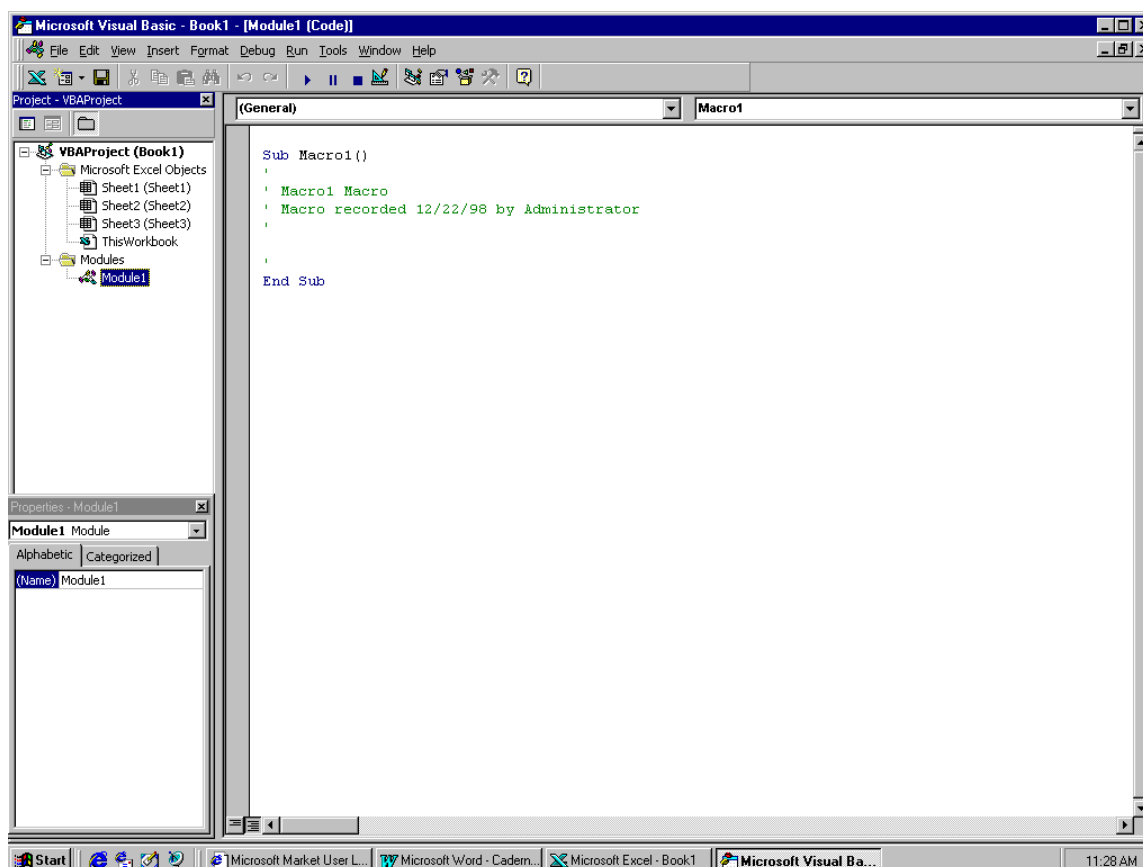 Microsoft Visual Basic - Book1 - [Module1 (Code)]
File Edit View Insert Format Debug Run Tools Window Help
Project - VBAProject
(General) Macro1
VBAProject (Book1)
Microsoft Excel Objects
Sheet1 (Sheet1)
Sheet2 (Sheet2)
Sheet3 (Sheet3)
ThisWorkbook
Modules
Module1
Sub Macro1()
'
' Macro1 Macro
' Macro recorded 12/22/98 by Administrator
'
'
End Sub
Properties - Module1
Module1 Module
Alphabetic Categorized
(Name) Module1
Start Microsoft Market User L... Microsoft Word - Cadern... Microsoft Excel - Book1 Microsoft Visual Ba... 11:28 AM